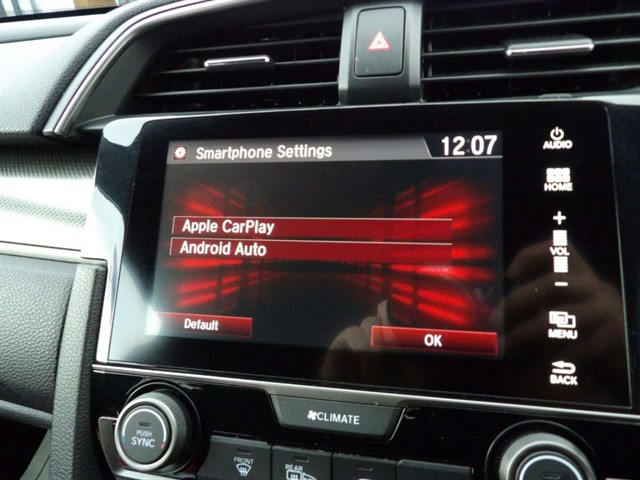 Smartphone Settings
12:07
AUDIO
HOME
Apple CarPlay
+
VOL
−
Android Auto
Default
OK
MENU
BACK
CLIMATE
PUSH
SYNC
FRONT
REAR